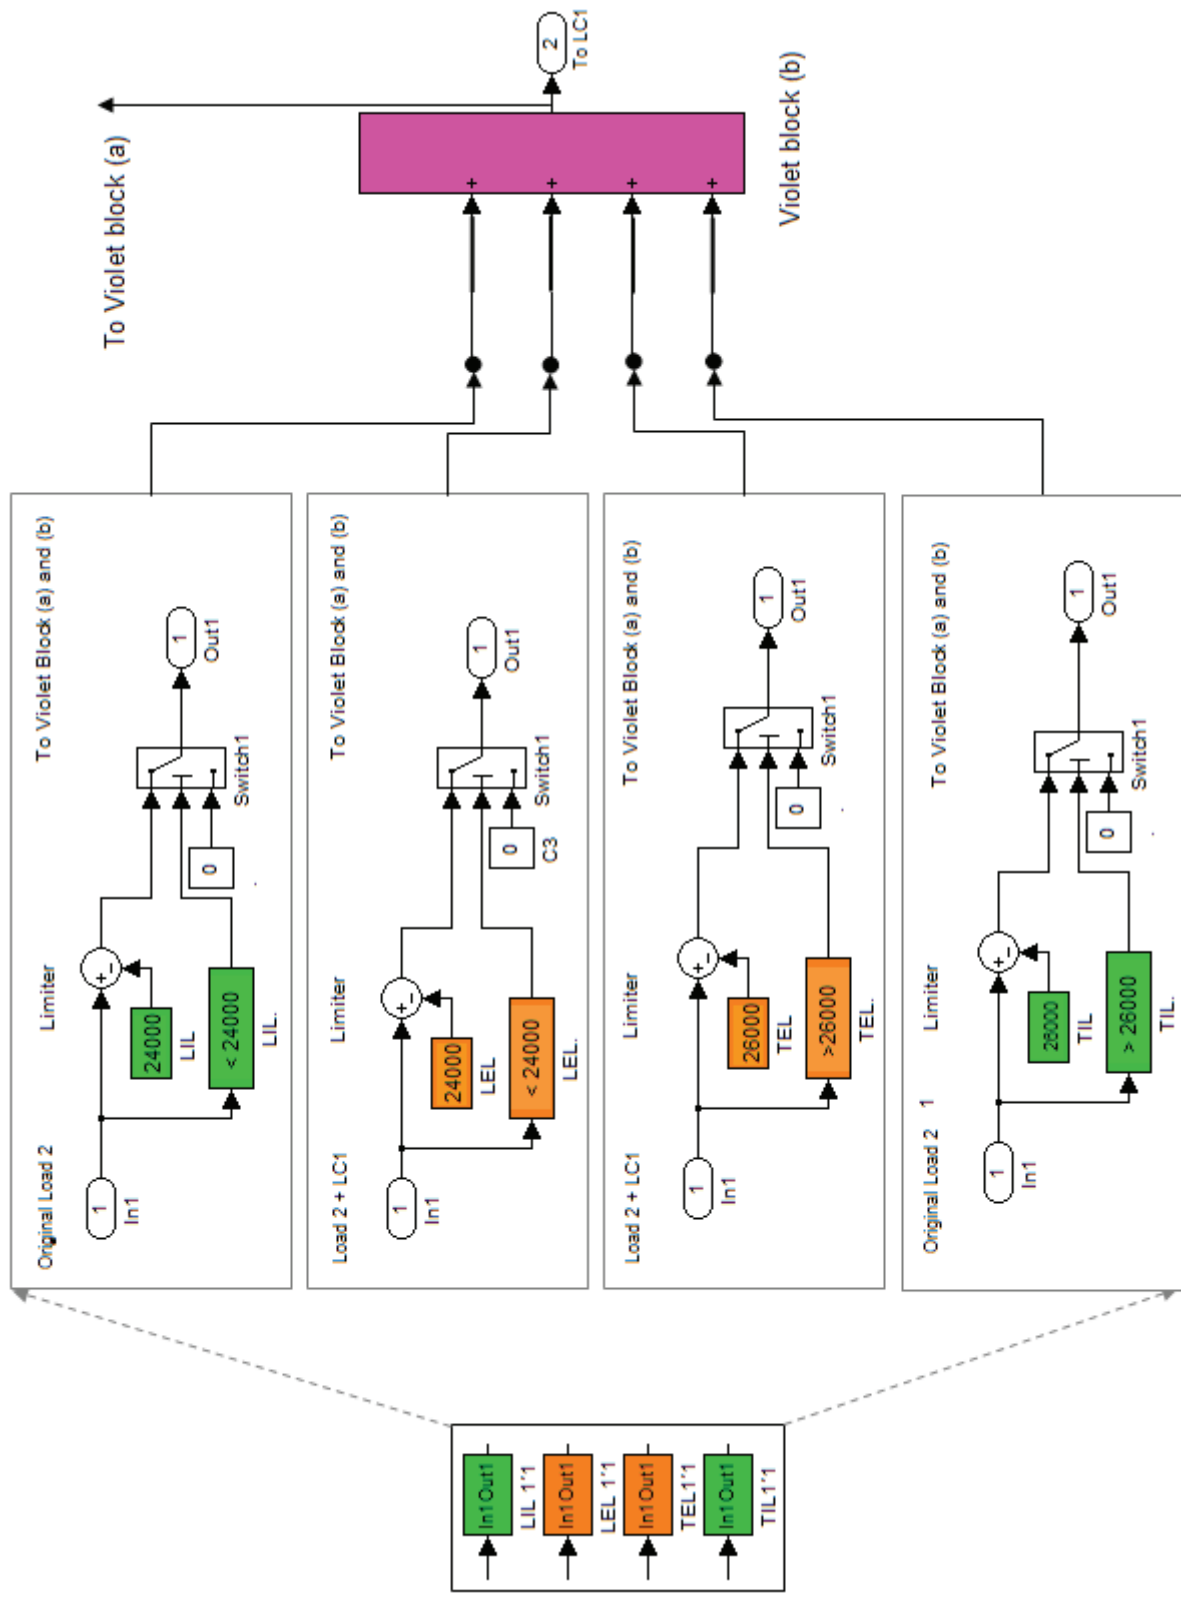 In1 Out1
LIL 1'1
In1 Out1
LEL 1'1
In1 Out1
TEL1'1
In1 Out1
TIL1'1
Original Load 2
Limiter
To Violet Block (a) and (b)
1
In1
24000
LIL
< 24000
LIL.
+
-
0
Switch1
1
Out1
Load 2 + LC1
Limiter
To Violet Block (a) and (b)
1
In1
24000
LEL
< 24000
LEL.
+
-
0
C3
Switch1
1
Out1
Load 2 + LC1
Limiter
To Violet Block (a) and (b)
1
In1
26000
TEL
>26000
TEL.
+
-
0
Switch1
1
Out1
Original Load 2 1
Limiter
To Violet Block (a) and (b)
1
In1
26000
TIL
> 26000
TIL.
+
-
0
Switch1
1
Out1
To Violet block (a)
+
+
+
+
Violet block (b)
2
To LC1